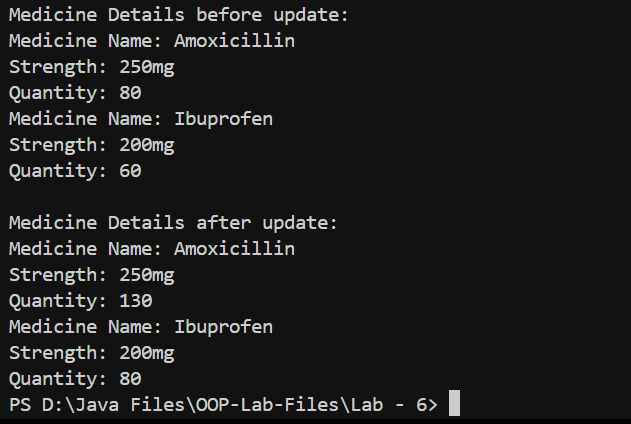 Medicine Details before update:
Medicine Name: Amoxicillin
Strength: 250mg
Quantity: 80
Medicine Name: Ibuprofen
Strength: 200mg
Quantity: 60

Medicine Details after update:
Medicine Name: Amoxicillin
Strength: 250mg
Quantity: 130
Medicine Name: Ibuprofen
Strength: 200mg
Quantity: 80
PS D:\Java Files\OOP-Lab-Files\Lab - 6>